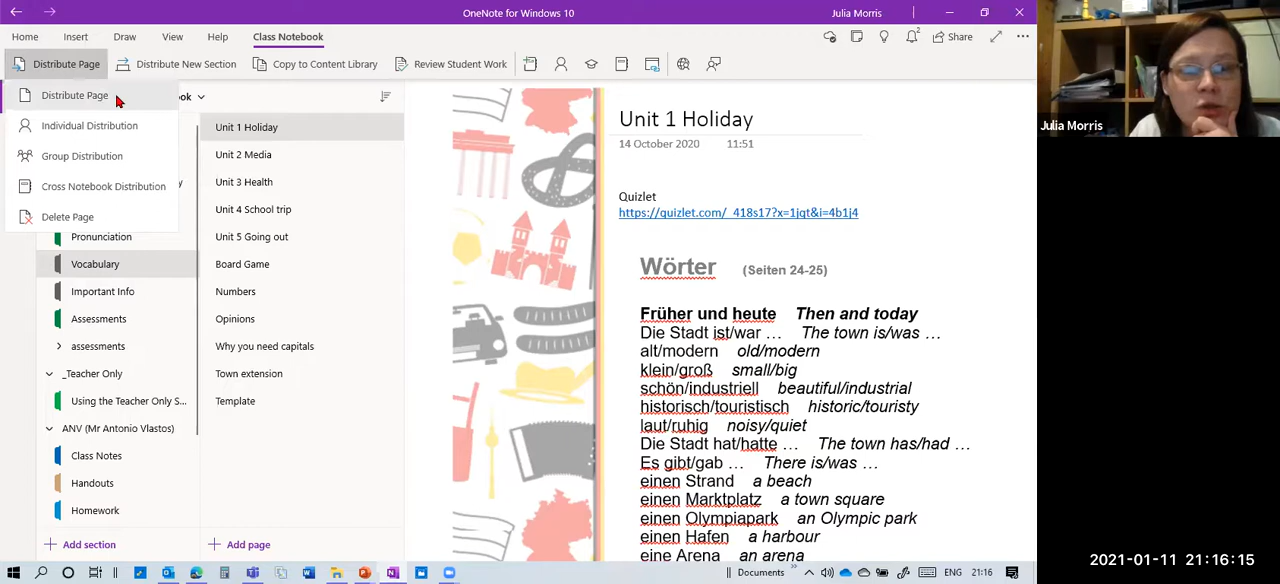 OneNote for Windows 10
Julia Morris
Home Insert Draw View Help Class Notebook
Share
Distribute Page Distribute New Section Copy to Content Library Review Student Work
Distribute Page
Individual Distribution
Group Distribution
Cross Notebook Distribution
Delete Page
Pronunciation
Vocabulary
Important Info
Assessments
assessments
_Teacher Only
Using the Teacher Only S...
ANV (Mr Antonio Vlastos)
Class Notes
Handouts
Homework
Add section
Unit 1 Holiday
Unit 2 Media
Unit 3 Health
Unit 4 School trip
Unit 5 Going out
Board Game
Numbers
Opinions
Why you need capitals
Town extension
Template
Add page
Unit 1 Holiday
14 October 2020 11:51
Quizlet
https://quizlet.com/_418s17?x=1jqt&i=4b1j4
Wörter (Seiten 24-25)
Früher und heute Then and today
Die Stadt ist/war … The town is/was …
alt/modern old/modern
klein/groß small/big
schön/industriell beautiful/industrial
historisch/touristisch historic/touristy
laut/ruhig noisy/quiet
Die Stadt hat/hatte … The town has/had …
Es gibt/gab … There is/was …
einen Strand a beach
einen Marktplatz a town square
einen Olympiapark an Olympic park
einen Hafen a harbour
eine Arena an arena
Julia Morris
2021-01-11 21:16:15
Documents
ENG 21:16